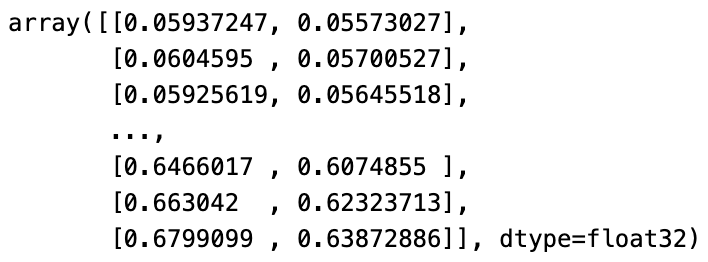 array([[0.05937247, 0.05573027],
       [0.0604595 , 0.05700527],
       [0.05925619, 0.05645518],
       ...,
       [0.6466017 , 0.6074855 ],
       [0.663042  , 0.62323713],
       [0.6799099 , 0.63872886]], dtype=float32)